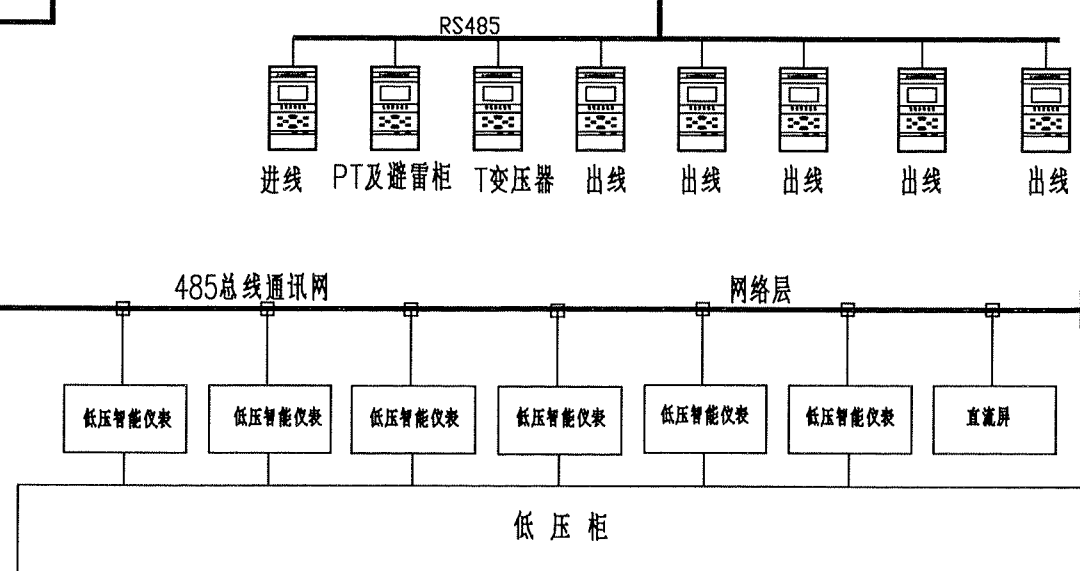 RS485
进线 PT及避雷柜 T变压器 出线 出线 出线 出线 出线
485总线通讯网 网络层
低压智能仪表 低压智能仪表 低压智能仪表 低压智能仪表 低压智能仪表 低压智能仪表 直流屏
低压柜